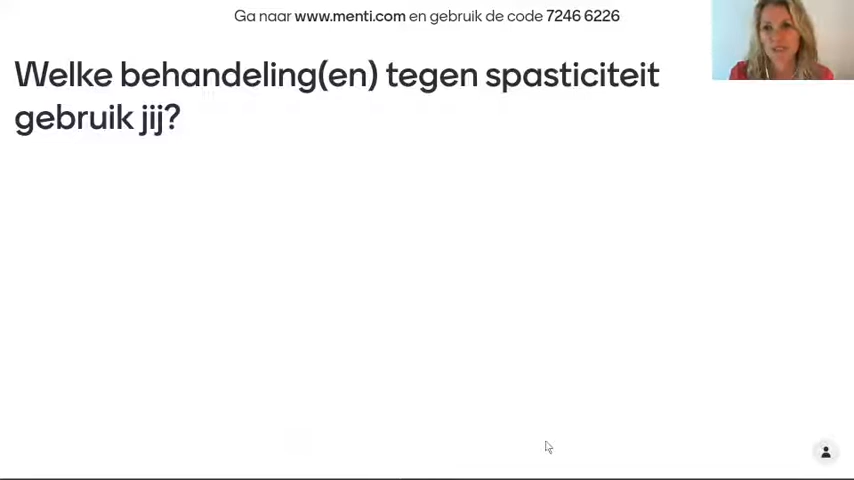 Ga naar www.menti.com en gebruik de code 7246 6226
Welke behandeling(en) tegen spasticiteit
gebruik jij?